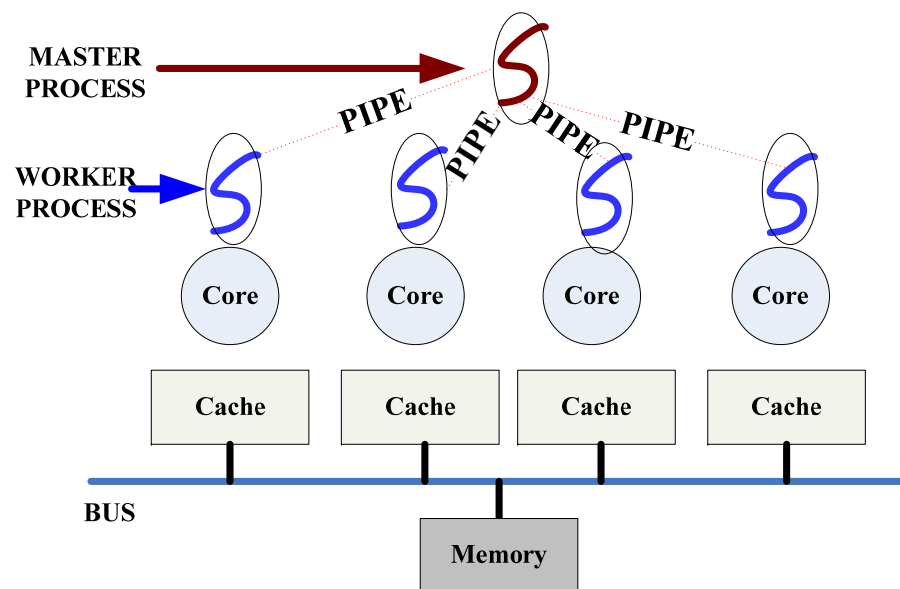 MASTER
PROCESS
PIPE
PIPE
PIPE
PIPE
WORKER
PROCESS
Core
Core
Core
Core
Cache
Cache
Cache
Cache
BUS
Memory